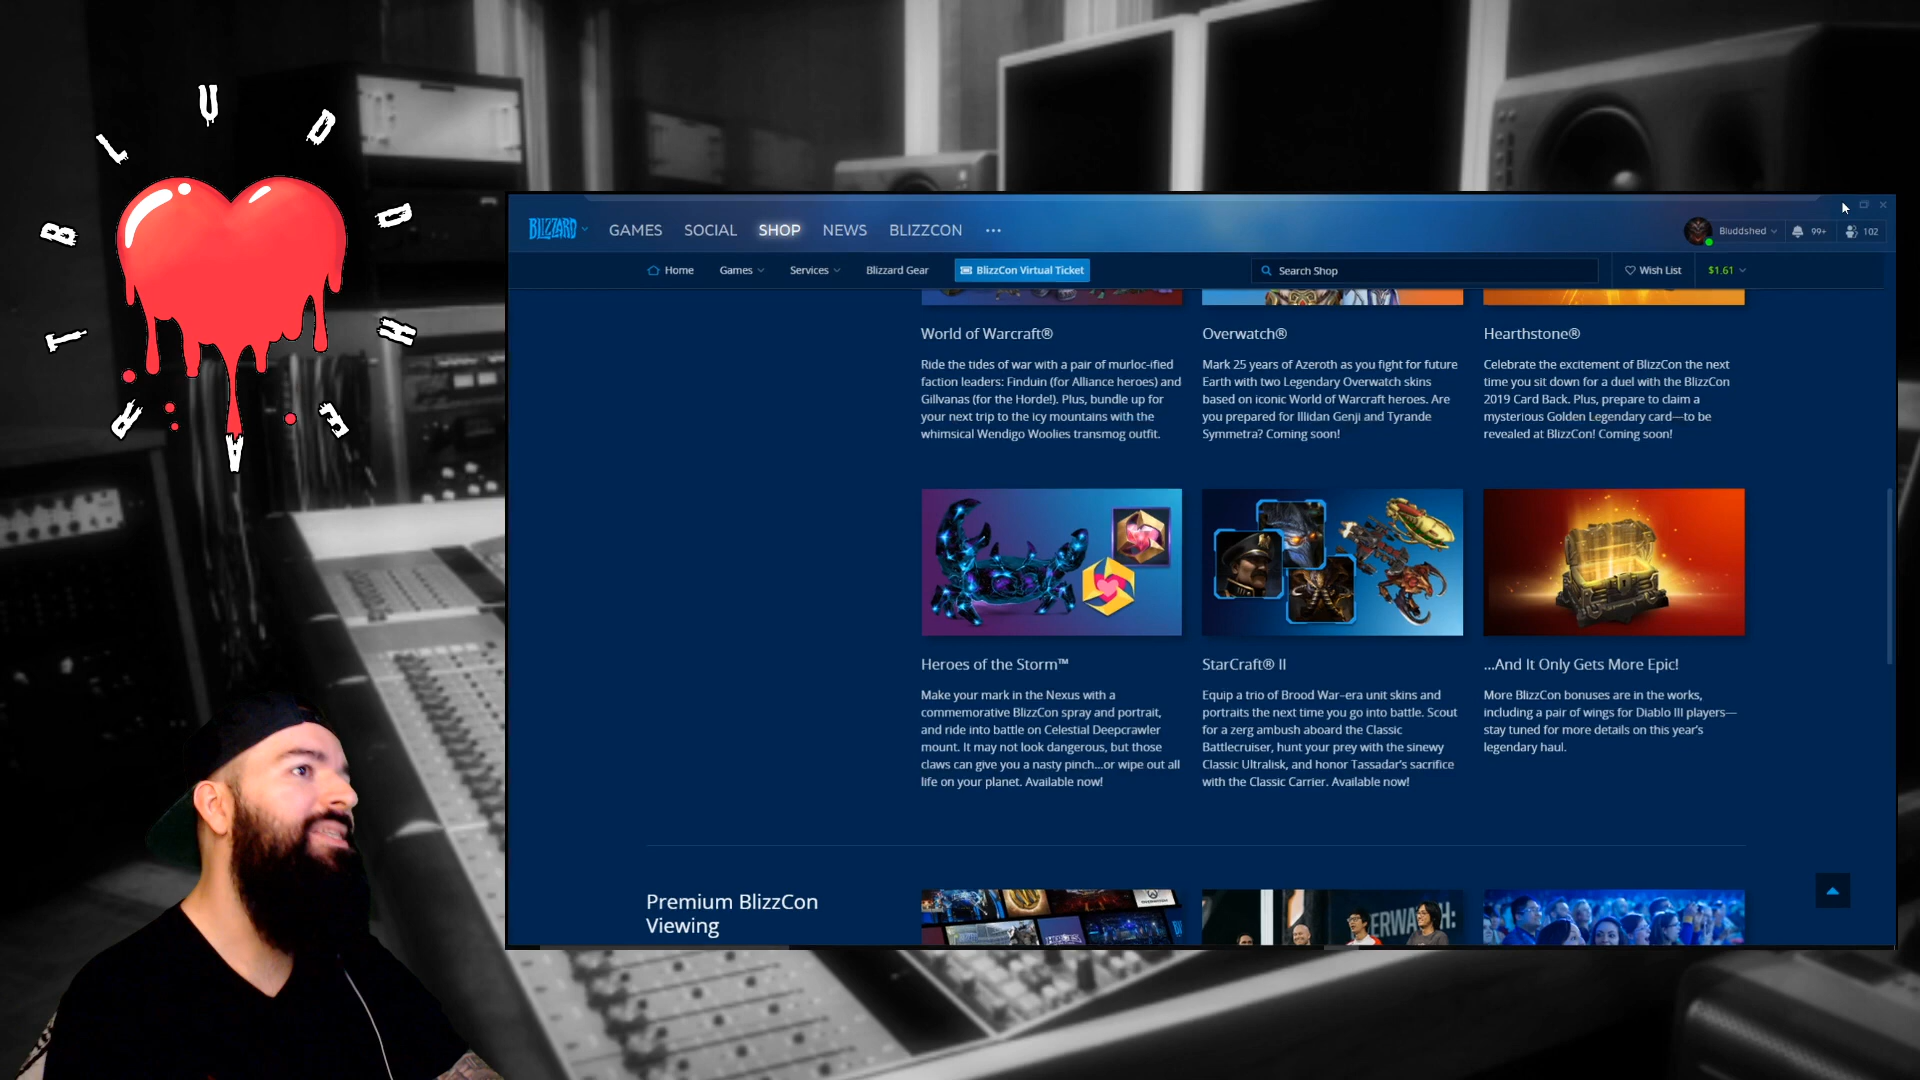 BLUDDHEART
BLIZZARD
GAMES
SOCIAL
SHOP
NEWS
BLIZZCON
Bluddshed
99+
102
Home
Games
Services
Blizzard Gear
BlizzCon Virtual Ticket
Search Shop
Wish List
$1.61
World of Warcraft®
Ride the tides of war with a pair of murloc-ified
faction leaders: Finduin (for Alliance heroes) and
Gillvanas (for the Horde!). Plus, bundle up for
your next trip to the icy mountains with the
whimsical Wendigo Woolies transmog outfit.
Overwatch®
Mark 25 years of Azeroth as you fight for future
Earth with two Legendary Overwatch skins
based on iconic World of Warcraft heroes. Are
you prepared for Illidan Genji and Tyrande
Symmetra? Coming soon!
Hearthstone®
Celebrate the excitement of BlizzCon the next
time you sit down for a duel with the BlizzCon
2019 Card Back. Plus, prepare to claim a
mysterious Golden Legendary card—to be
revealed at BlizzCon! Coming soon!
Heroes of the Storm™
Make your mark in the Nexus with a
commemorative BlizzCon spray and portrait,
and ride into battle on Celestial Deepcrawler
mount. It may not look dangerous, but those
claws can give you a nasty pinch...or wipe out all
life on your planet. Available now!
StarCraft® II
Equip a trio of Brood War–era unit skins and
portraits the next time you go into battle. Scout
for a zerg ambush aboard the Classic
Battlecruiser, hunt your prey with the sinewy
Classic Ultralisk, and honor Tassadar's sacrifice
with the Classic Carrier. Available now!
...And It Only Gets More Epic!
More BlizzCon bonuses are in the works,
including a pair of wings for Diablo III players—
stay tuned for more details on this year's
legendary haul.
Premium BlizzCon
Viewing
ERWATCH: